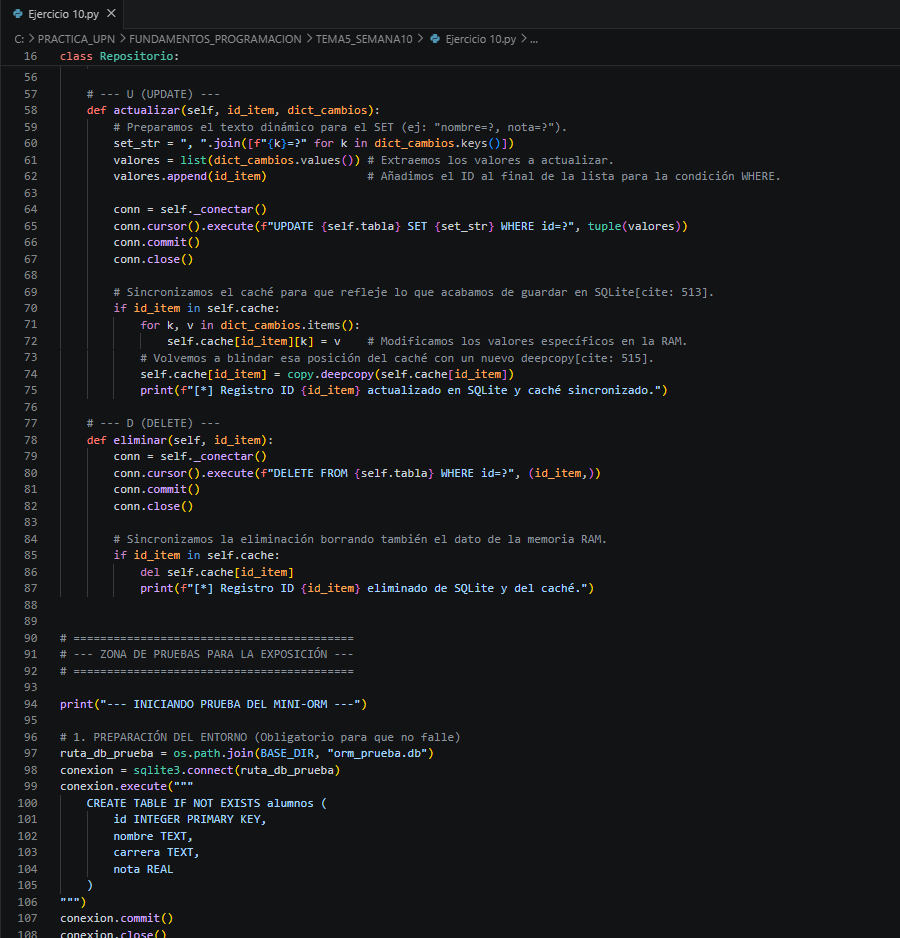 Ejercicio 10.py ×
C: > PRACTICA_UPN > FUNDAMENTOS_PROGRAMACION > TEMA5_SEMANA10 > Ejercicio 10.py > ...
16 class Repositorio:
56
57     # --- U (UPDATE) ---
58     def actualizar(self, id_item, dict_cambios):
59         # Preparamos el texto dinámico para el SET (ej: "nombre=?, nota=?").
60         set_str = ", ".join([f"{k}=?" for k in dict_cambios.keys()])
61         valores = list(dict_cambios.values()) # Extraemos los valores a actualizar.
62         valores.append(id_item)               # Añadimos el ID al final de la lista para la condición WHERE.
63
64         conn = self._conectar()
65         conn.cursor().execute(f"UPDATE {self.tabla} SET {set_str} WHERE id=?", tuple(valores))
66         conn.commit()
67         conn.close()
68
69         # Sincronizamos el caché para que refleje lo que acabamos de guardar en SQLite[cite: 513].
70         if id_item in self.cache:
71             for k, v in dict_cambios.items():
72                 self.cache[id_item][k] = v    # Modificamos los valores específicos en la RAM.
73             # Volvemos a blindar esa posición del caché con un nuevo deepcopy[cite: 515].
74             self.cache[id_item] = copy.deepcopy(self.cache[id_item])
75             print(f"[*] Registro ID {id_item} actualizado en SQLite y caché sincronizado.")
76
77     # --- D (DELETE) ---
78     def eliminar(self, id_item):
79         conn = self._conectar()
80         conn.cursor().execute(f"DELETE FROM {self.tabla} WHERE id=?", (id_item,))
81         conn.commit()
82         conn.close()
83
84         # Sincronizamos la eliminación borrando también el dato de la memoria RAM.
85         if id_item in self.cache:
86             del self.cache[id_item]
87             print(f"[*] Registro ID {id_item} eliminado de SQLite y del caché.")
88
89
90 # ==========================================
91 # --- ZONA DE PRUEBAS PARA LA EXPOSICIÓN ---
92 # ==========================================
93
94 print("--- INICIANDO PRUEBA DEL MINI-ORM ---")
95
96 # 1. PREPARACIÓN DEL ENTORNO (Obligatorio para que no falle)
97 ruta_db_prueba = os.path.join(BASE_DIR, "orm_prueba.db")
98 conexion = sqlite3.connect(ruta_db_prueba)
99 conexion.execute("""
100     CREATE TABLE IF NOT EXISTS alumnos (
101         id INTEGER PRIMARY KEY,
102         nombre TEXT,
103         carrera TEXT,
104         nota REAL
105     )
106 """)
107 conexion.commit()
108 conexion.close()